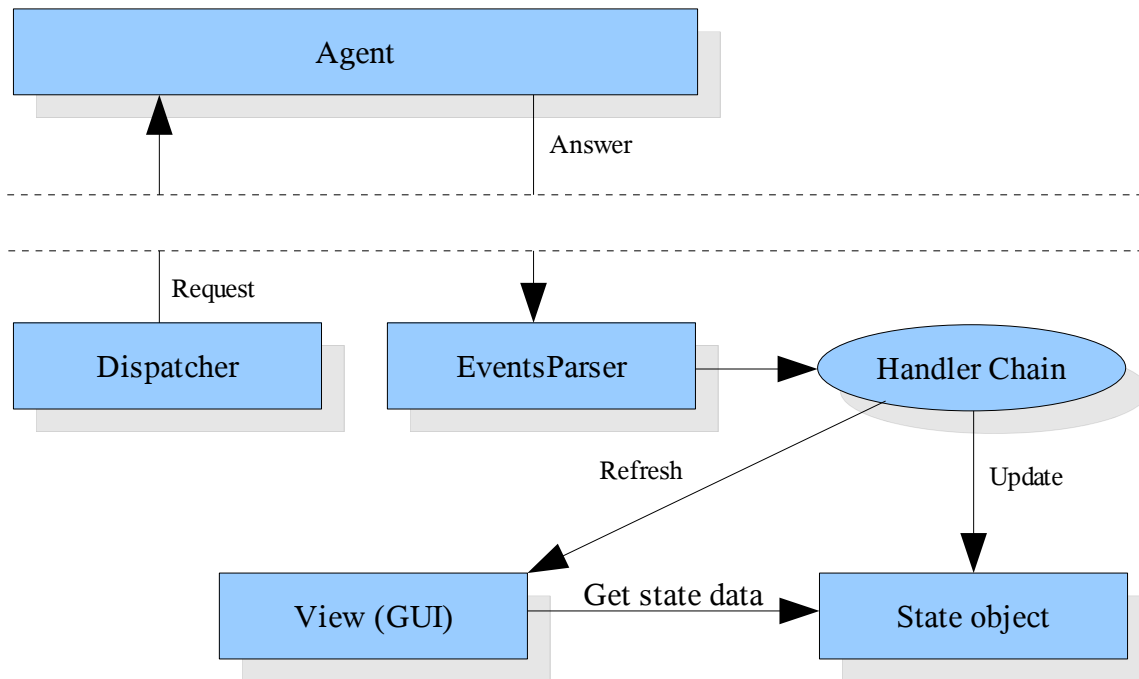 Agent
Answer
Request
Dispatcher
EventsParser
Handler Chain
Refresh
Update
View (GUI)
Get state data
State object